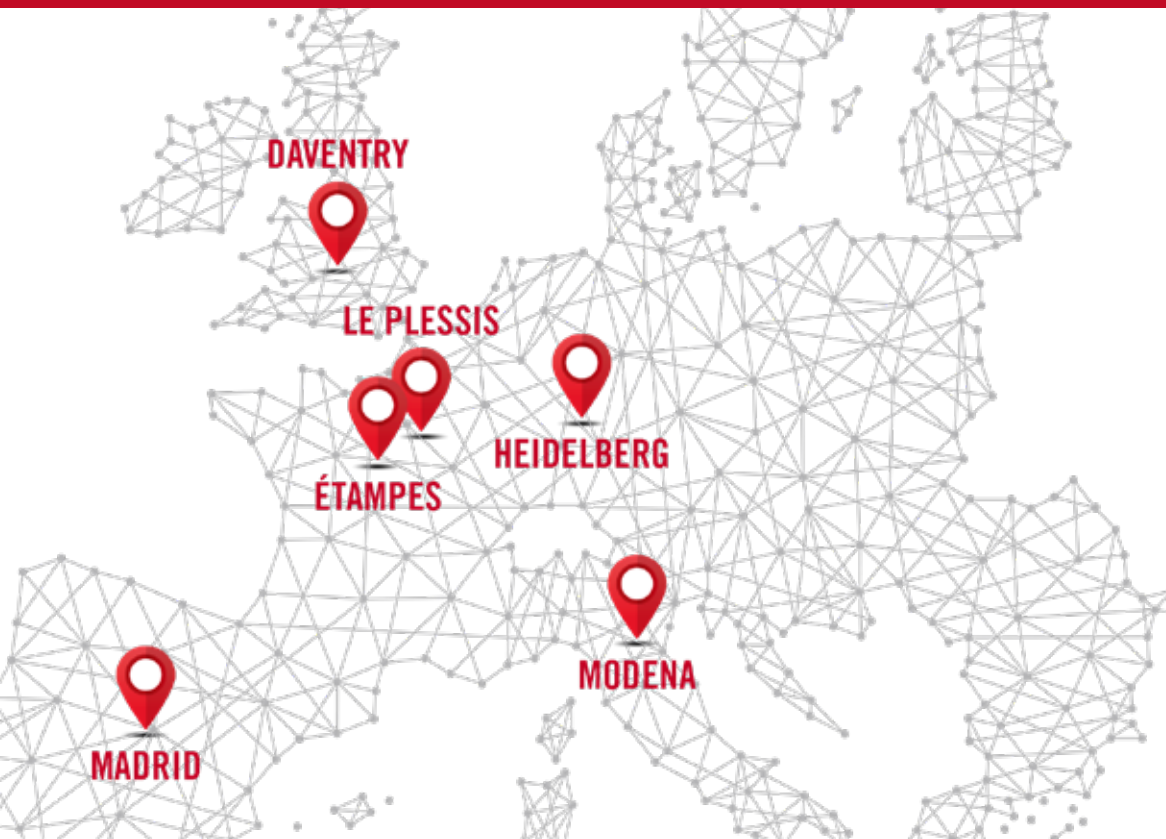 DAVENTRY
LE PLESSIS
HEIDELBERG
ÉTAMPES
MODENA
MADRID